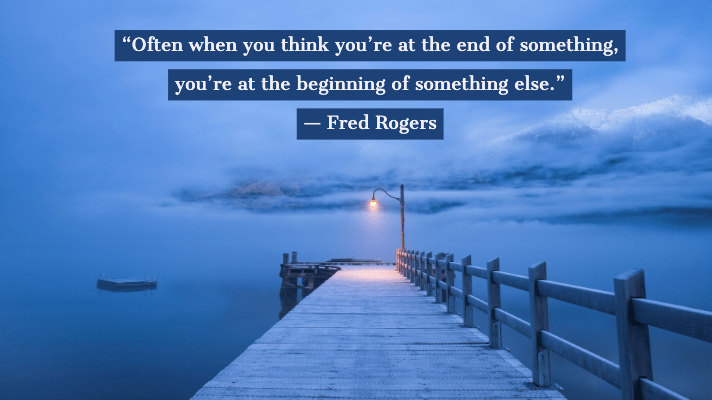 “Often when you think you’re at the end of something,
you’re at the beginning of something else.”
— Fred Rogers